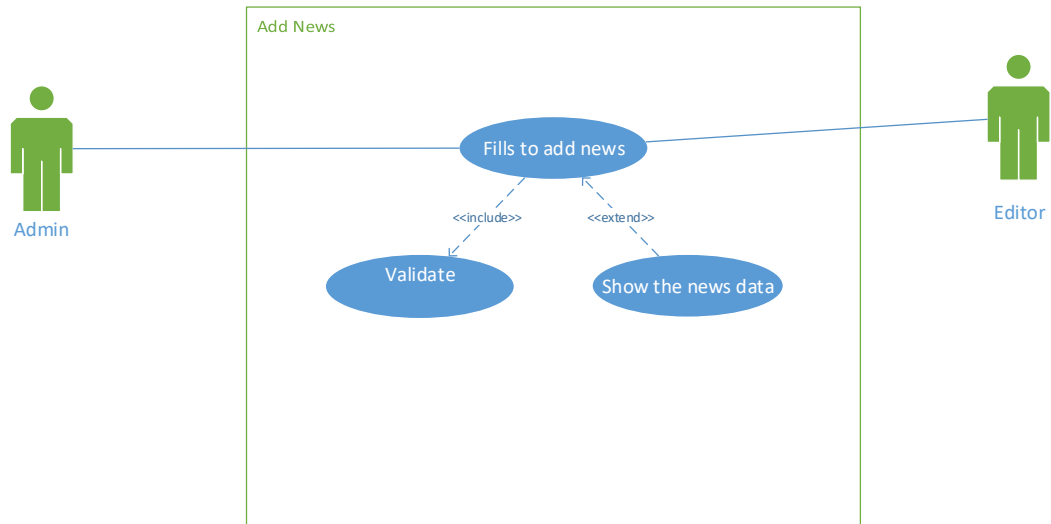 Add News
Fills to add news
<<include>>
<<extend>>
Admin
Editor
Validate
Show the news data